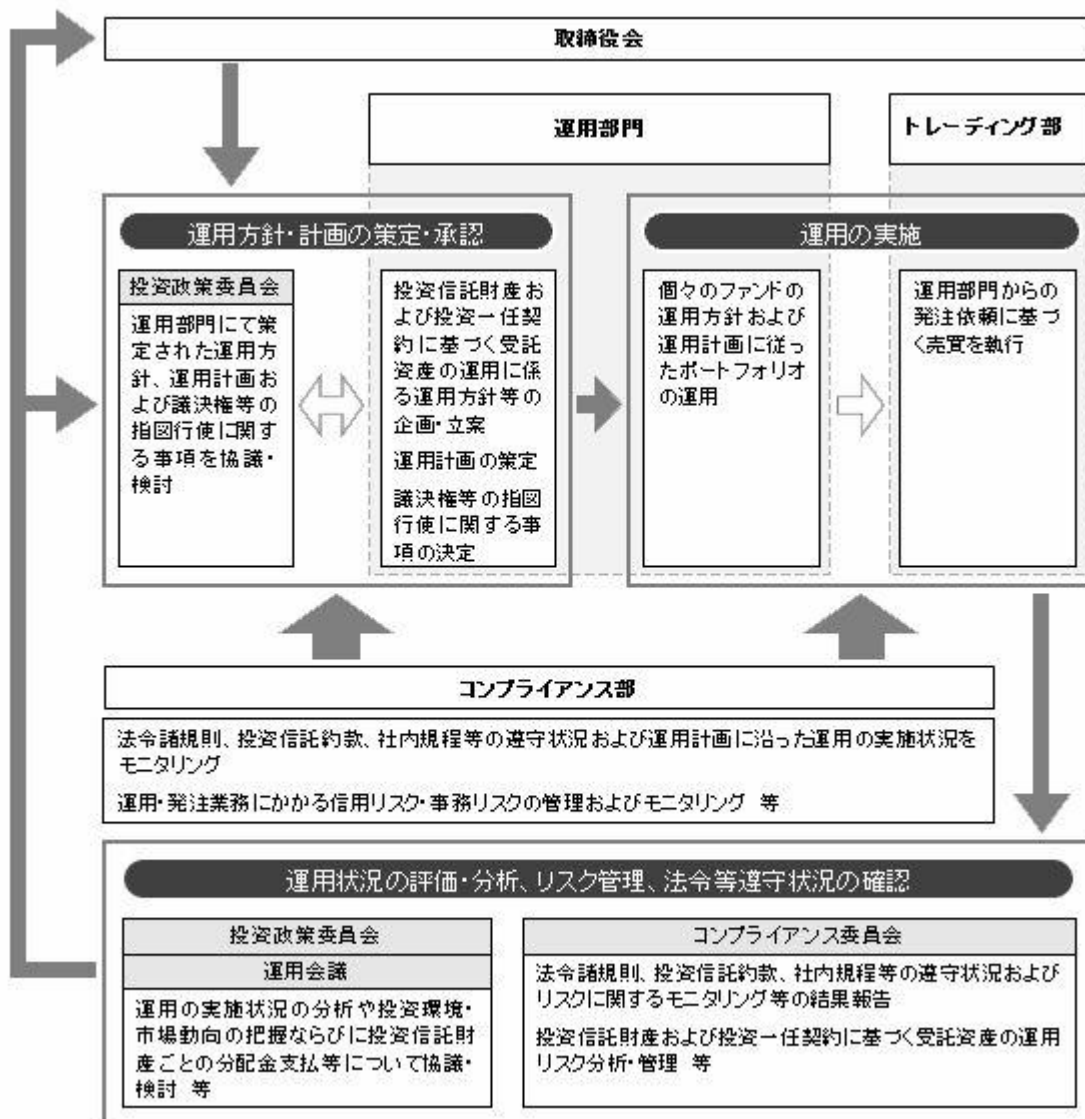 取締役会
運用部門
トレーディング部
運用方針・計画の策定・承認
投資政策委員会
運用部門にて策
定された運用方
針、運用計画お
よび議決権等の
指図行使に関す
る事項を協議・
検討
投資信託財産お
よび投資一任契
約に基づく受託
資産の運用に係
る運用方針等の
企画・立案
運用計画の策定
議決権等の指図
行使に関する事
項の決定
運用の実施
個々のファンドの
運用方針および
運用計画に従っ
たポートフォリオ
の運用
運用部門からの
発注依頼に基づ
く売買を執行
コンプライアンス部
法令諸規則、投資信託約款、社内規程等の遵守状況および運用計画に沿った運用の実施状況を
モニタリング
運用・発注業務にかかる信用リスク・事務リスクの管理およびモニタリング 等
運用状況の評価・分析、リスク管理、法令等遵守状況の確認
投資政策委員会
運用会議
運用の実施状況の分析や投資環境・
市場動向の把握ならびに投資信託財
産ごとの分配金支払等について協議・
検討 等
コンプライアンス委員会
法令諸規則、投資信託約款、社内規程等の遵守状況および
リスクに関するモニタリング等の結果報告
投資信託財産および投資一任契約に基づく受託資産の運用
リスク分析・管理 等